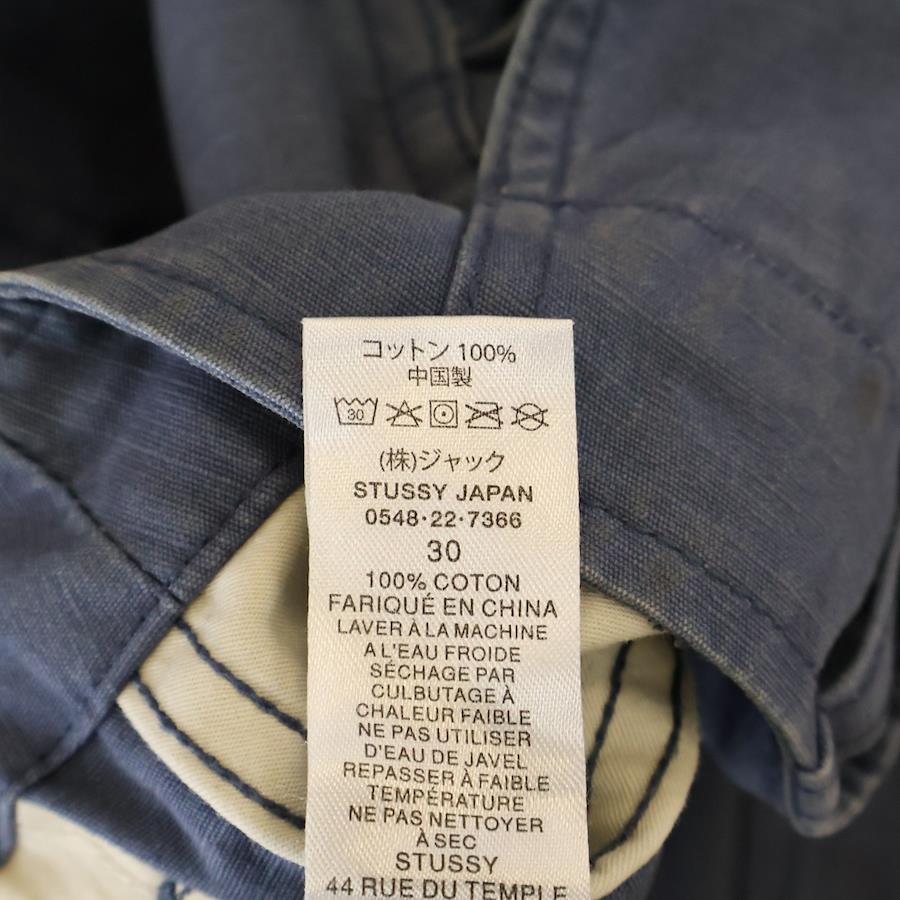 コットン 100%
中国製
30
(株)ジャック
STUSSY JAPAN
0548·22·7366
30
100% COTON
FARIQUÉ EN CHINA
LAVER À LA MACHINE
A L'EAU FROIDE
SÉCHAGE PAR
CULBUTAGE À
CHALEUR FAIBLE
NE PAS UTILISER
D'EAU DE JAVEL
REPASSER À FAIBLE
TEMPÉRATURE
NE PAS NETTOYER
À SEC
STUSSY
44 RUE DU TEMPLE